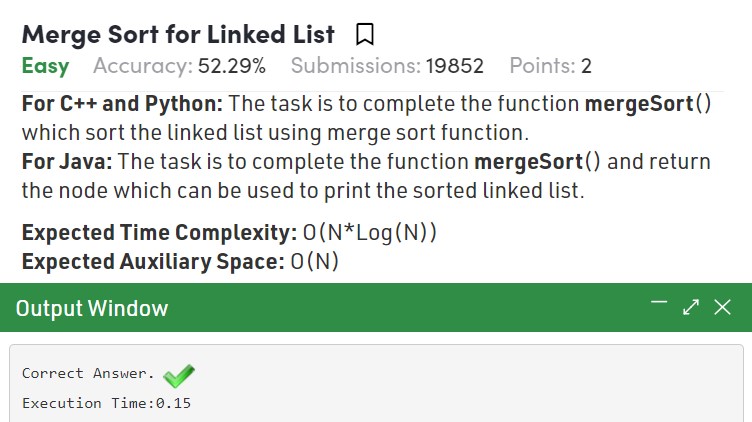 Merge Sort for Linked List
Easy Accuracy: 52.29% Submissions: 19852 Points: 2
For C++ and Python: The task is to complete the function mergeSort()
which sort the linked list using merge sort function.
For Java: The task is to complete the function mergeSort() and return
the node which can be used to print the sorted linked list.
Expected Time Complexity: O(N*Log(N))
Expected Auxiliary Space: O(N)
Output Window
Correct Answer.
Execution Time:0.15